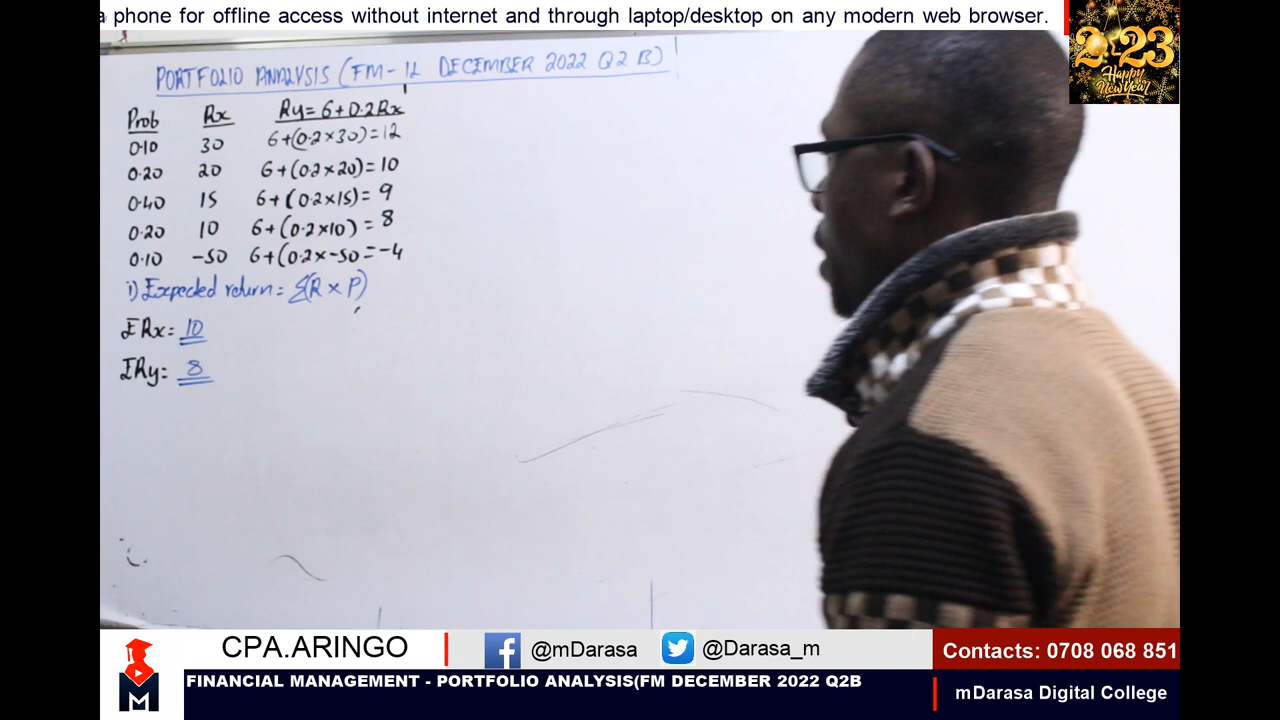 a phone for offline access without internet and through laptop/desktop on any modern web browser.
2023
Happy
New Year
PORTFOLIO ANALYSIS (FM-12 DECEMBER 2022 Q2 B)
Prob Rx Ry = 6+0.2Rx
0.10 30 6+(0.2×30)=12
0.20 20 6+(0.2×20)=10
0.40 15 6+(0.2×15)= 9
0.20 10 6+(0.2×10) = 8
0.10 -50 6+(0.2×-50 = -4
i) Expected return = Σ(R × P)
ERx = 10
ERy = 8
CPA.ARINGO
f @mDarasa
@Darasa_m
Contacts: 0708 068 851
M
FINANCIAL MANAGEMENT - PORTFOLIO ANALYSIS(FM DECEMBER 2022 Q2B
mDarasa Digital College